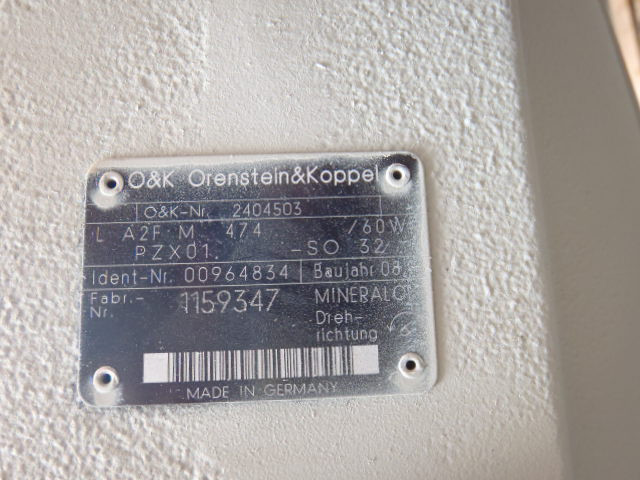 O&K Orenstein&Koppel
O&K-Nr. 2404503
L A2F M 474 /60W
PZX01. -SO 32
Ident-Nr. 00964834 Baujahr 08
Fabr.-
Nr. 1159347 MINERALÖ
Dreh-
richtung
MADE IN GERMANY